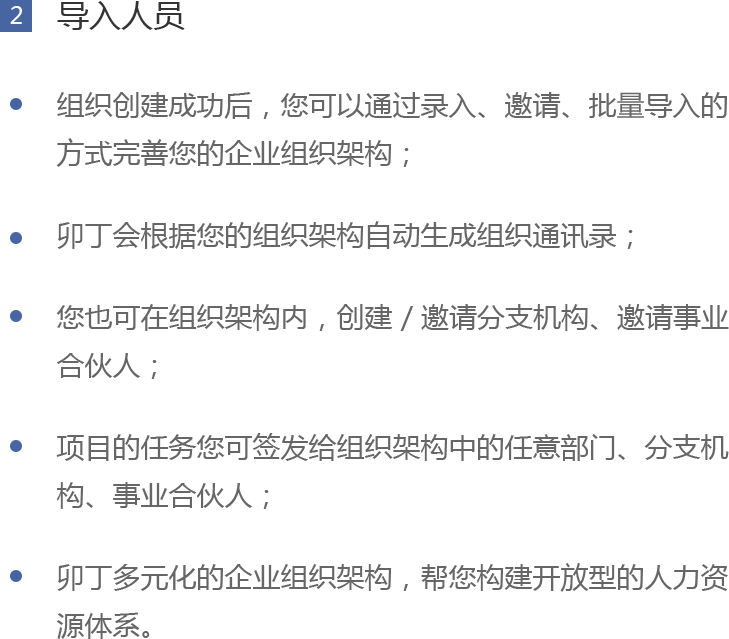 2 导入人员
组织创建成功后，您可以通过录入、邀请、批量导入的
方式完善您的企业组织架构；
卯丁会根据您的组织架构自动生成组织通讯录；
您也可在组织架构内，创建 / 邀请分支机构、邀请事业
合伙人；
项目的任务您可签发给组织架构中的任意部门、分支机
构、事业合伙人；
卯丁多元化的企业组织架构，帮您构建开放型的人力资
源体系。